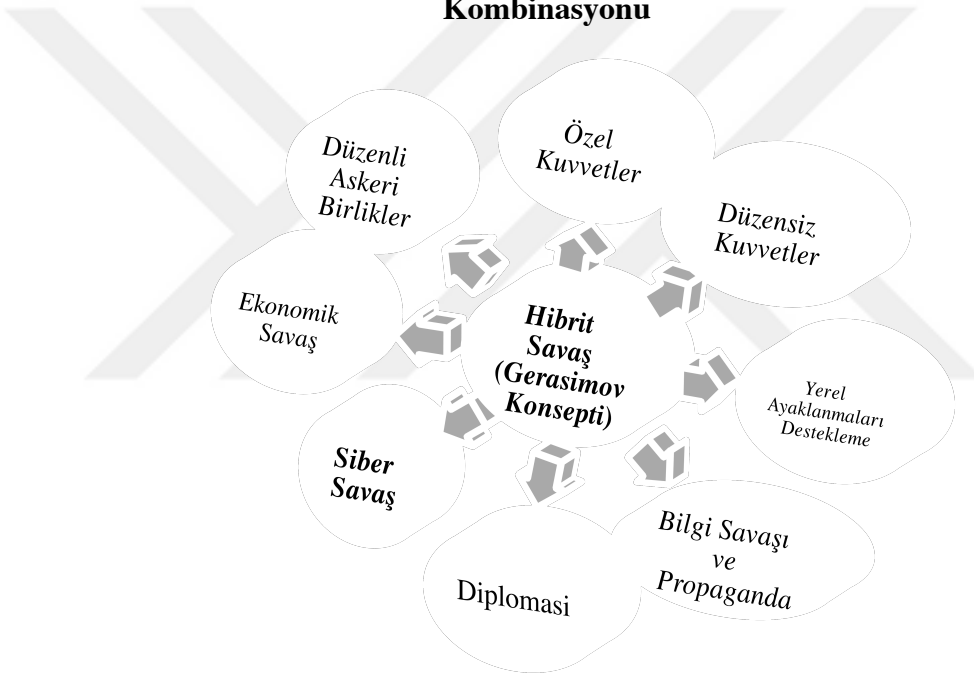 Kombinasyonu
Özel
Kuvvetler
Düzenli
Askeri
Birlikler
Düzensiz
Kuvvetler
Ekonomik
Savaş
Hibrit
Savaş
(Gerasimov
Konsepti)
Yerel
Ayaklanmaları
Destekleme
Siber
Savaş
Bilgi Savaşı
ve
Propaganda
Diplomasi